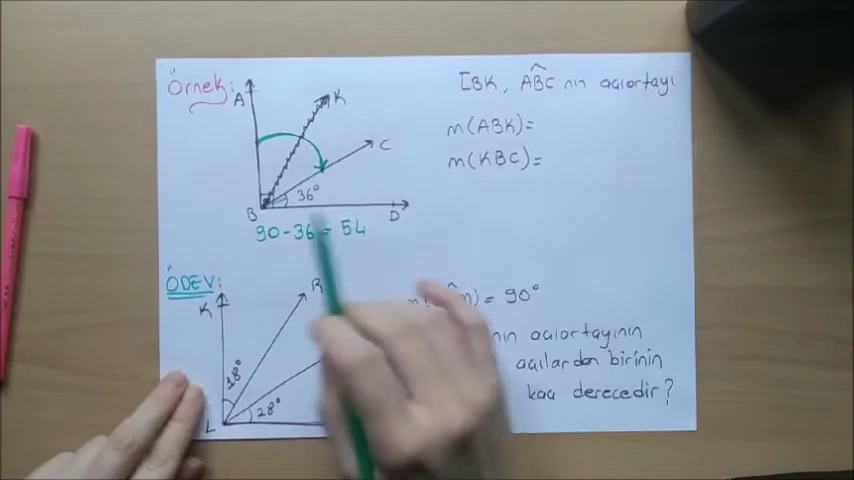 Örnek:
A
K
C
B
36°
D
90-36 = 54
[BK, ABC nin açıortayı
m(ABK)=
m(KBC)=
ÖDEV:
K
R
18°
28°
L
= 90°
nın açıortayının
açılardan birinin
kaç derecedir?